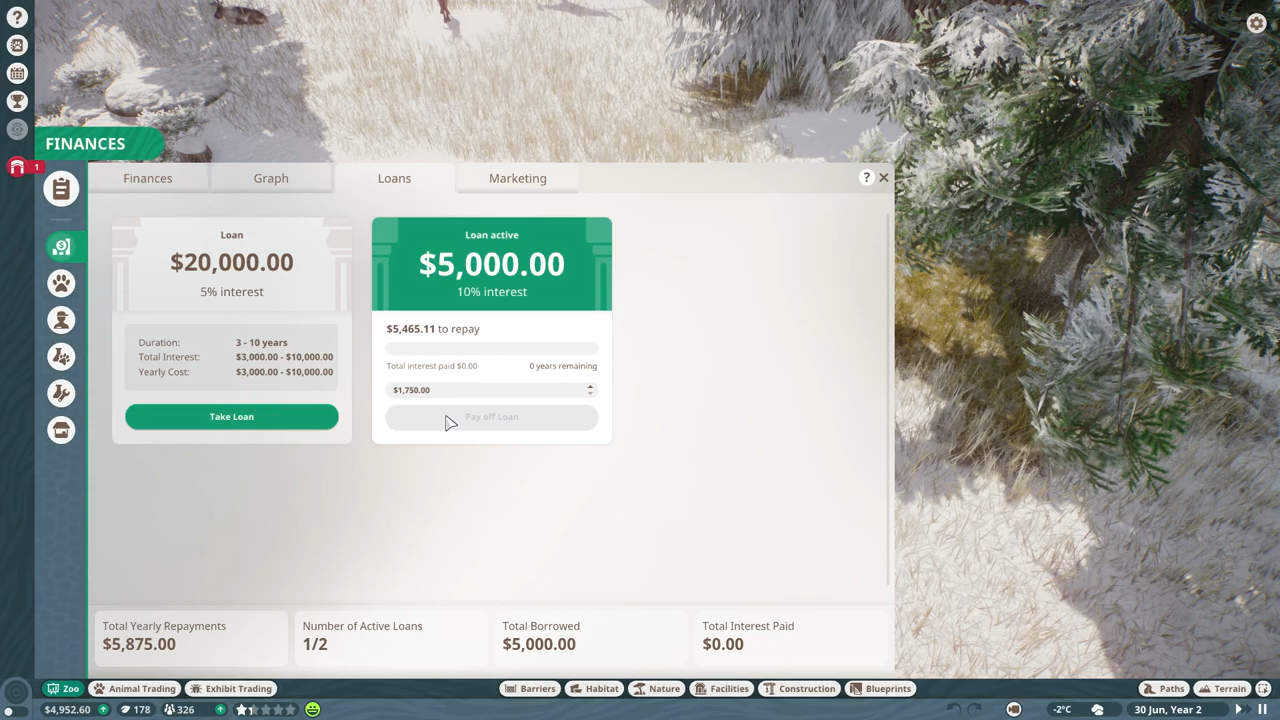 FINANCES
1
Finances
Graph
Loans
Marketing
?
Loan
$20,000.00
5% interest
Duration: 3 - 10 years
Total Interest: $3,000.00 - $10,000.00
Yearly Cost: $3,000.00 - $10,000.00
Take Loan
Loan active
$5,000.00
10% interest
$5,465.11 to repay
Total interest paid $0.00 0 years remaining
$1,750.00
Pay off Loan
Total Yearly Repayments
$5,875.00
Number of Active Loans
1/2
Total Borrowed
$5,000.00
Total Interest Paid
$0.00
Zoo
Animal Trading
Exhibit Trading
Barriers
Habitat
Nature
Facilities
Construction
Blueprints
Paths
Terrain
$4,952.60
178
326
-2°C
30 Jun, Year 2